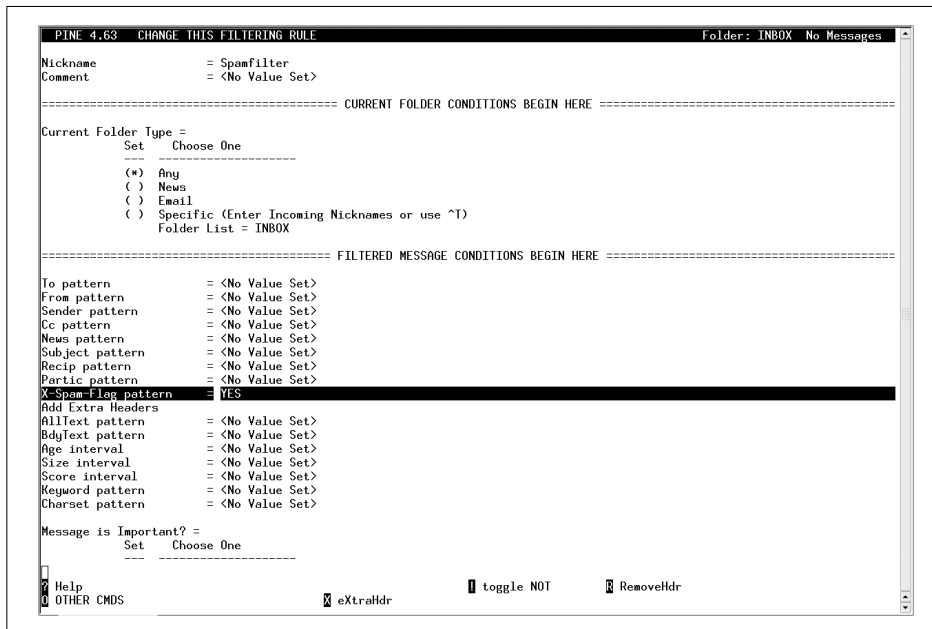 PINE 4.63   CHANGE THIS FILTERING RULE   Folder: INBOX  No Messages
Nickname = Spamfilter
Comment = <No Value Set>
=========================================== CURRENT FOLDER CONDITIONS BEGIN HERE ===========================================
Current Folder Type =
Set    Choose One
---  --------------------
(*)  Any
( )  News
( )  Email
( )  Specific (Enter Incoming Nicknames or use ^T)
Folder List = INBOX
========================================== FILTERED MESSAGE CONDITIONS BEGIN HERE ==========================================
To pattern = <No Value Set>
From pattern = <No Value Set>
Sender pattern = <No Value Set>
Cc pattern = <No Value Set>
News pattern = <No Value Set>
Subject pattern = <No Value Set>
Recip pattern = <No Value Set>
Partic pattern = <No Value Set>
X-Spam-Flag pattern = YES
Add Extra Headers
AllText pattern = <No Value Set>
BdyText pattern = <No Value Set>
Age interval = <No Value Set>
Size interval = <No Value Set>
Score interval = <No Value Set>
Keyword pattern = <No Value Set>
Charset pattern = <No Value Set>
Message is Important? =
Set    Choose One
---  --------------------
? Help   ! toggle NOT   R RemoveHdr
O OTHER CMDS   X eXtraHdr